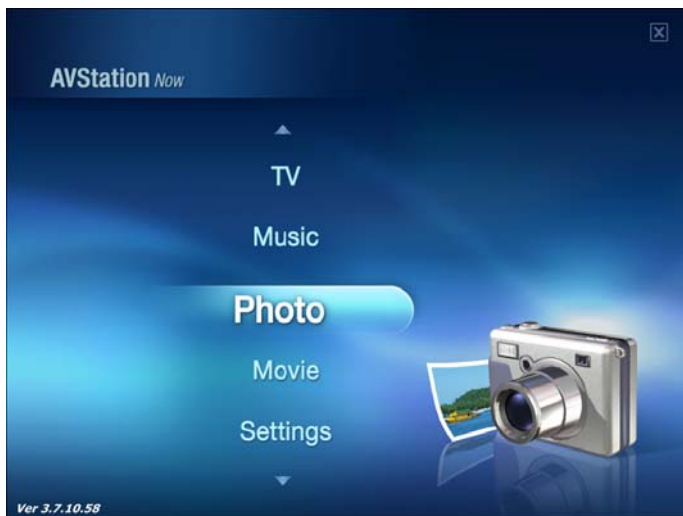 AVStation Now
TV
Music
Photo
Movie
Settings
Ver 3.7.10.58